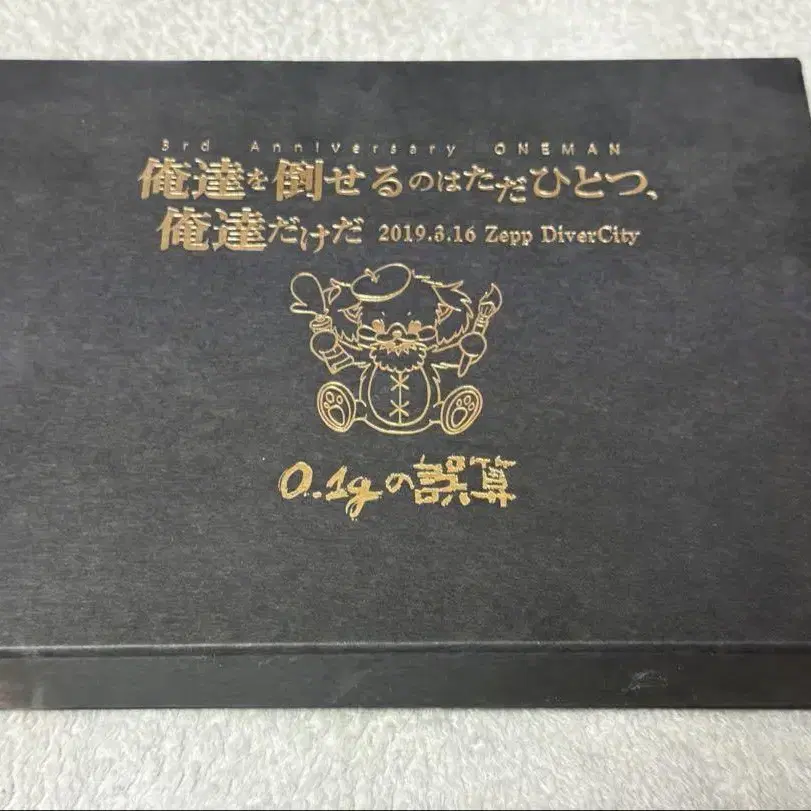 3rd Anniversary ONEMAN
俺達を倒せるのはただひとつ、
俺達だけだ 2019.3.16 Zepp DiverCity
0.1gの誤算